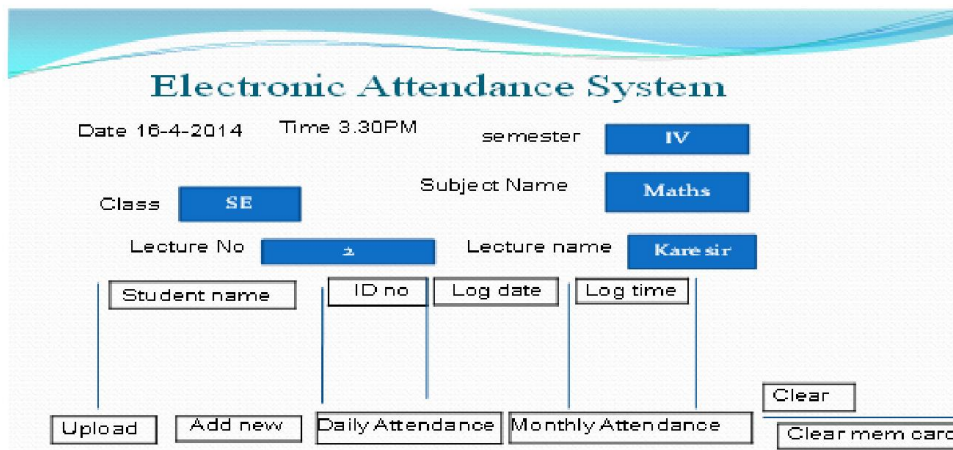 Electronic Attendance System
Date 16-4-2014 Time 3.30PM semester IV
Class SE Subject Name Maths
Lecture No 2 Lecture name Kare sir
Student name ID no Log date Log time
Clear
Upload Add new Daily Attendance Monthly Attendance
Clear mem card